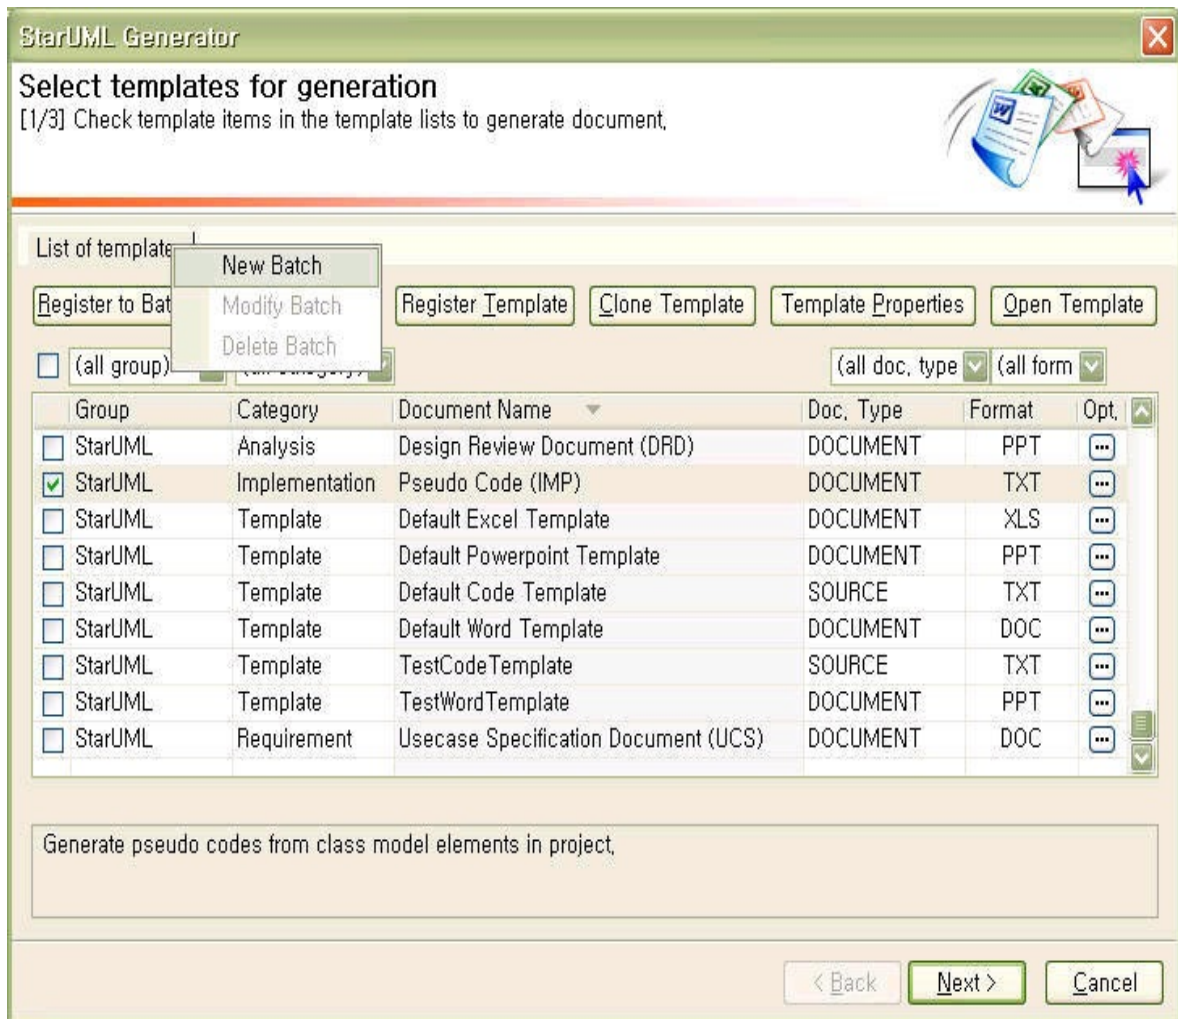 StarUML Generator
Select templates for generation
[1/3] Check template items in the template lists to generate document,
List of template
New Batch
Modify Batch
Delete Batch
Register to Bat
Register Template
Clone Template
Template Properties
Open Template
(all group)
(all doc, type
(all form
Group Category Document Name Doc, Type Format Opt,
StarUML Analysis Design Review Document (DRD) DOCUMENT PPT
StarUML Implementation Pseudo Code (IMP) DOCUMENT TXT
StarUML Template Default Excel Template DOCUMENT XLS
StarUML Template Default Powerpoint Template DOCUMENT PPT
StarUML Template Default Code Template SOURCE TXT
StarUML Template Default Word Template DOCUMENT DOC
StarUML Template TestCodeTemplate SOURCE TXT
StarUML Template TestWordTemplate DOCUMENT PPT
StarUML Requirement Usecase Specification Document (UCS) DOCUMENT DOC
Generate pseudo codes from class model elements in project,
< Back
Next >
Cancel